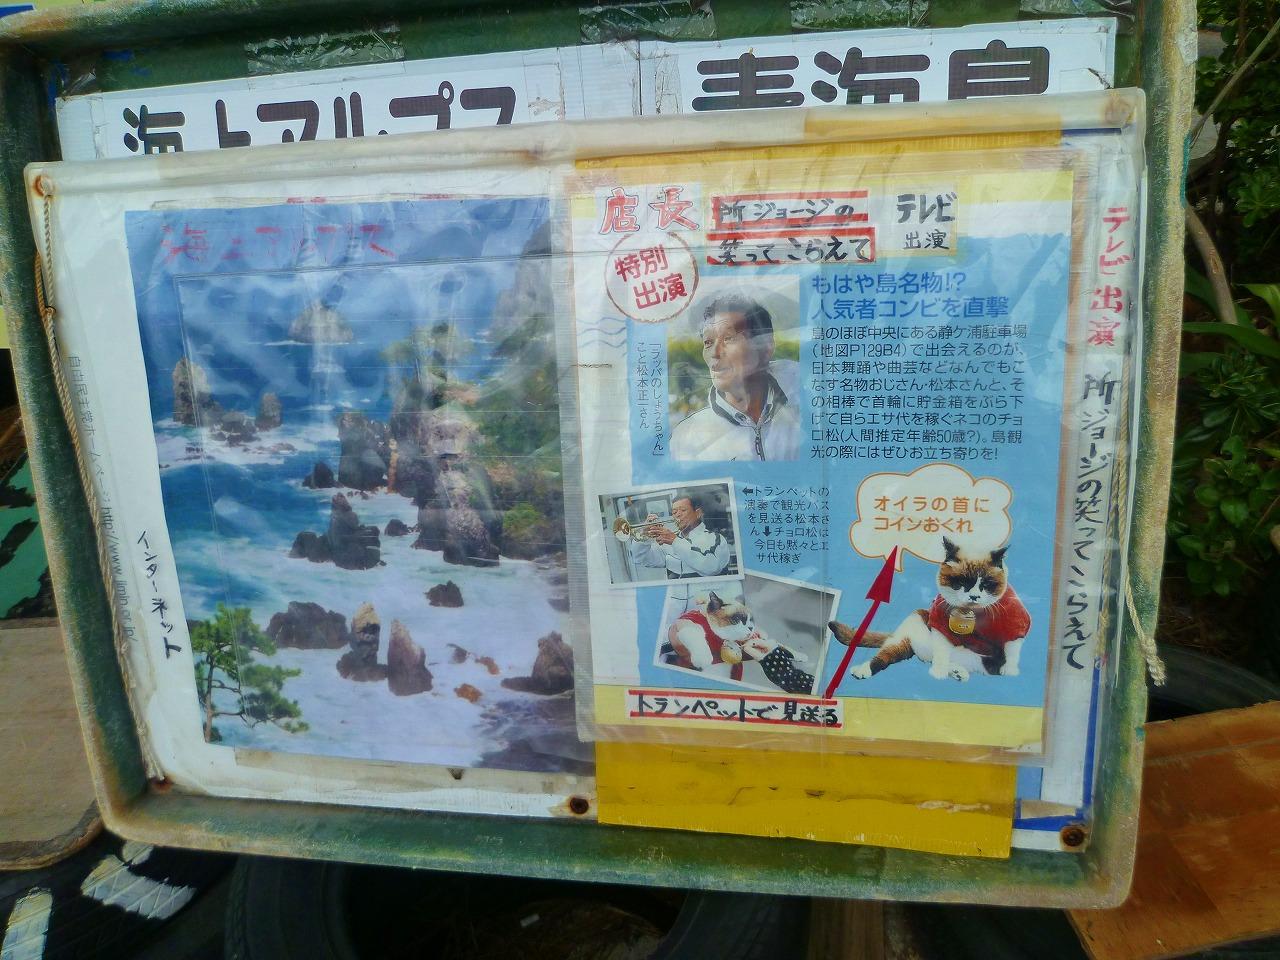 海上アルプス
青海島
海上アルプス
インターネット
店長
所ジョージの
笑ってこらえて
テレビ
出演
特別
出演
もはや島名物!?
人気者コンビを直撃
島のほぼ中央にある静ケ浦駐車場
(地図P129B4)で出会えるのが、
日本舞踊や曲芸などなんでもこ
なす名物おじさん・松本さんと、そ
の相棒で首輪に貯金箱をぶら下
げて自らエサ代を稼ぐネコのチョ
ロ松(人間推定年齢50歳?)。島観
光の際にはぜひお立ち寄りを!
「ラッパのしょうちゃん」
こと松本正一さん
←トランペットの
演奏で観光バス
を見送る松本さ
ん↓チョロ松は
今日も黙々とエ
サ代稼ぎ
オイラの首に
コインおくれ
トランペットで見送る
テレビ出演 所ジョージの笑ってこらえて